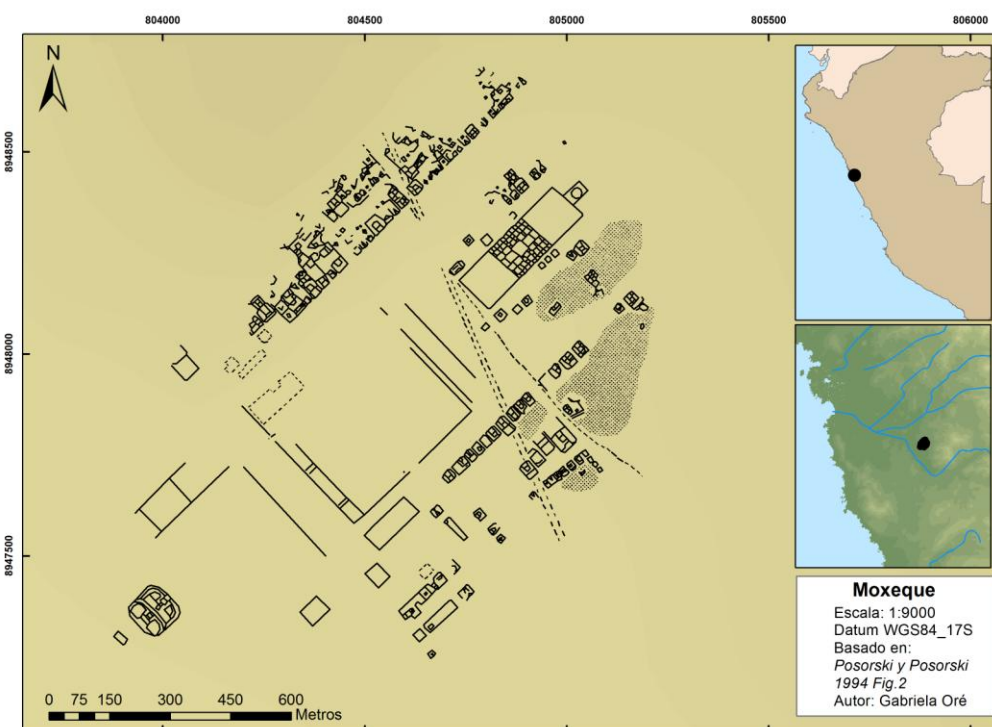 804000 804500 805000 805500 806000
N
8948500
8948000
8947500
0 75 150 300 450 600
Metros
Moxeque
Escala: 1:9000
Datum WGS84_17S
Basado en:
Posorski y Posorski
1994 Fig.2
Autor: Gabriela Oré